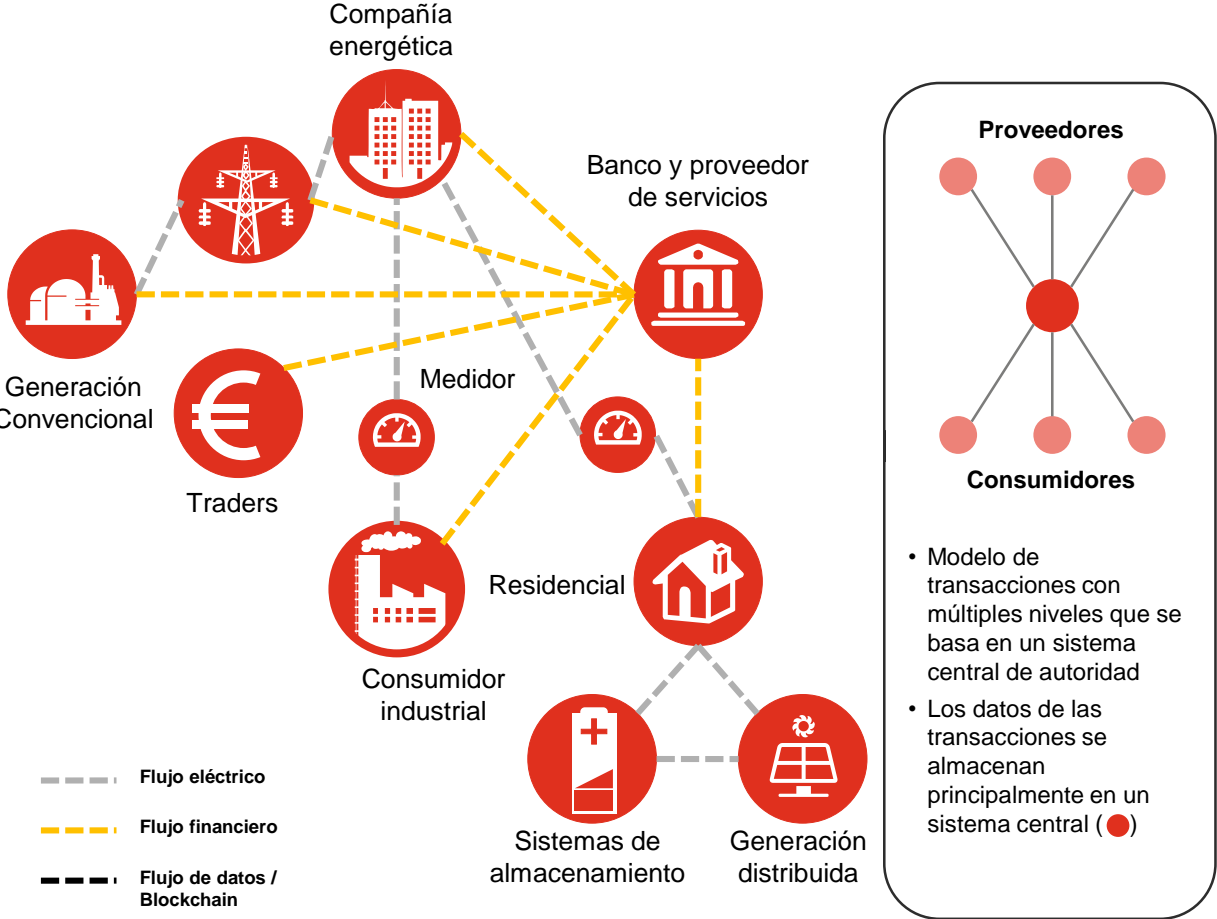 Compañía
energética
Banco y proveedor
de servicios
Generación
Convencional
Medidor
Traders
Residencial
Consumidor
industrial
Sistemas de
almacenamiento
Generación
distribuida
Flujo eléctrico
Flujo financiero
Flujo de datos /
Blockchain
Proveedores
Consumidores
• Modelo de
transacciones con
múltiples niveles que se
basa en un sistema
central de autoridad
• Los datos de las
transacciones se
almacenan
principalmente en un
sistema central ( )